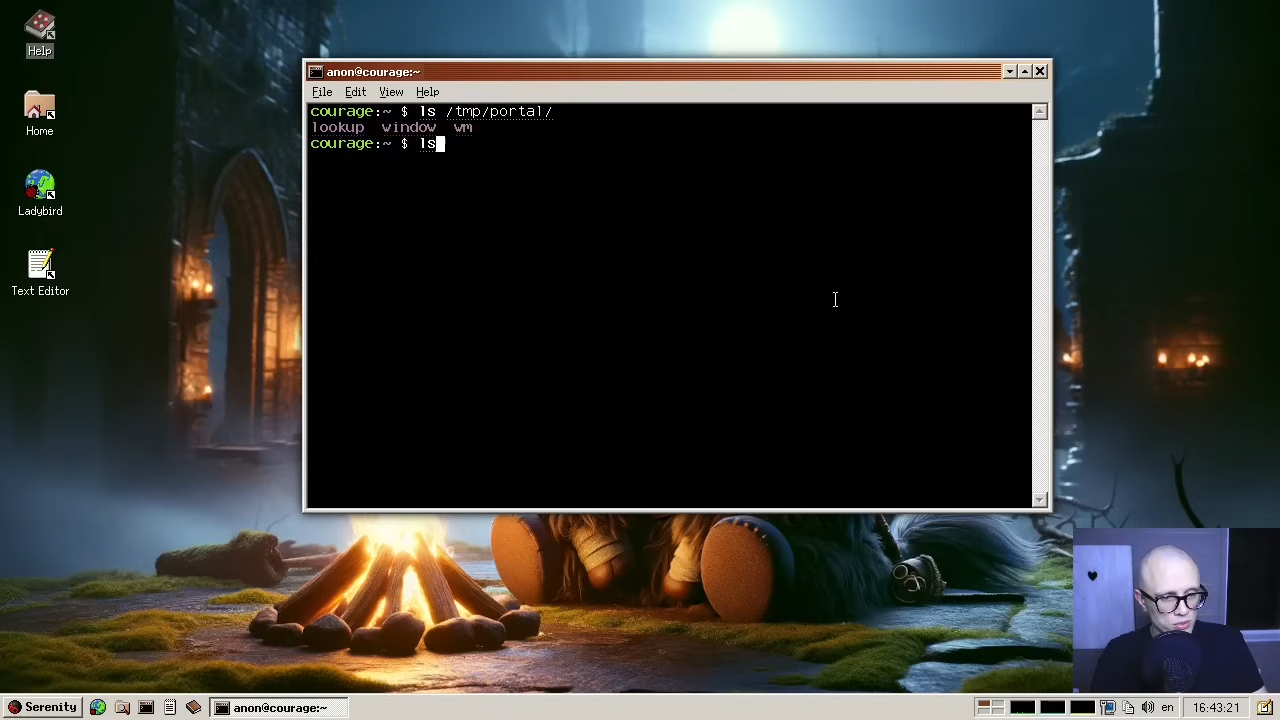 Help
Home
Ladybird
Text Editor
anon@courage:~
File Edit View Help
courage:~ $ ls /tmp/portal/
lookup window wm
courage:~ $ ls
Serenity
anon@courage:~
en
16:43:21